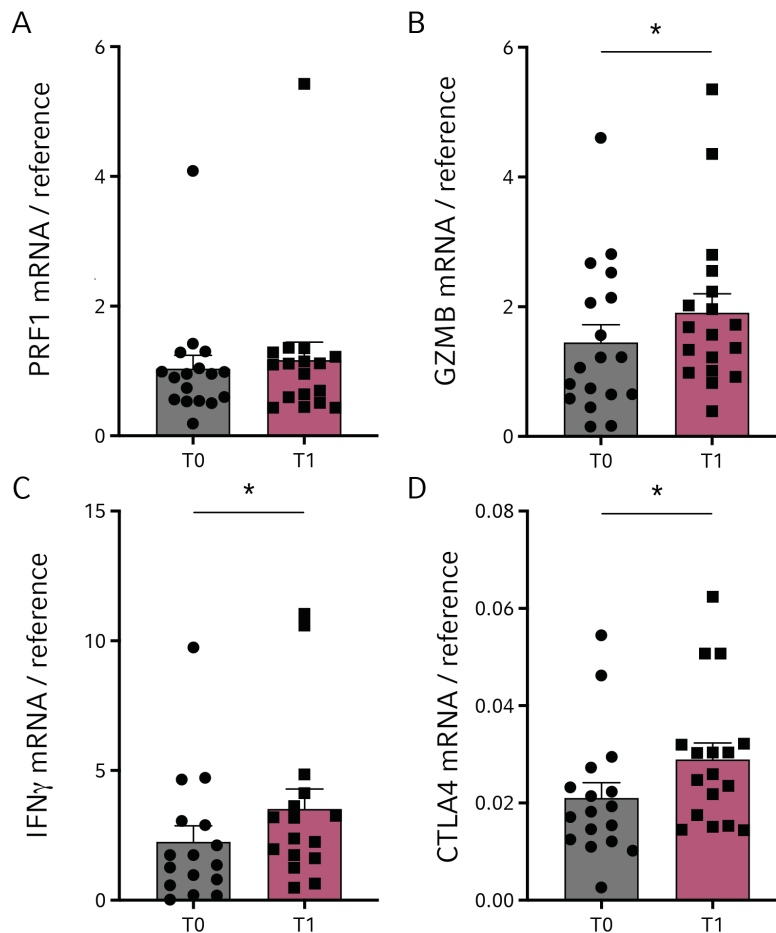 A
PRF1 mRNA / reference
6
4
2
0
T0 T1
B
*
GZMB mRNA / reference
6
4
2
0
T0 T1
C
*
IFNγ mRNA / reference
15
10
5
0
T0 T1
D
*
CTLA4 mRNA / reference
0.08
0.06
0.04
0.02
0.00
T0 T1